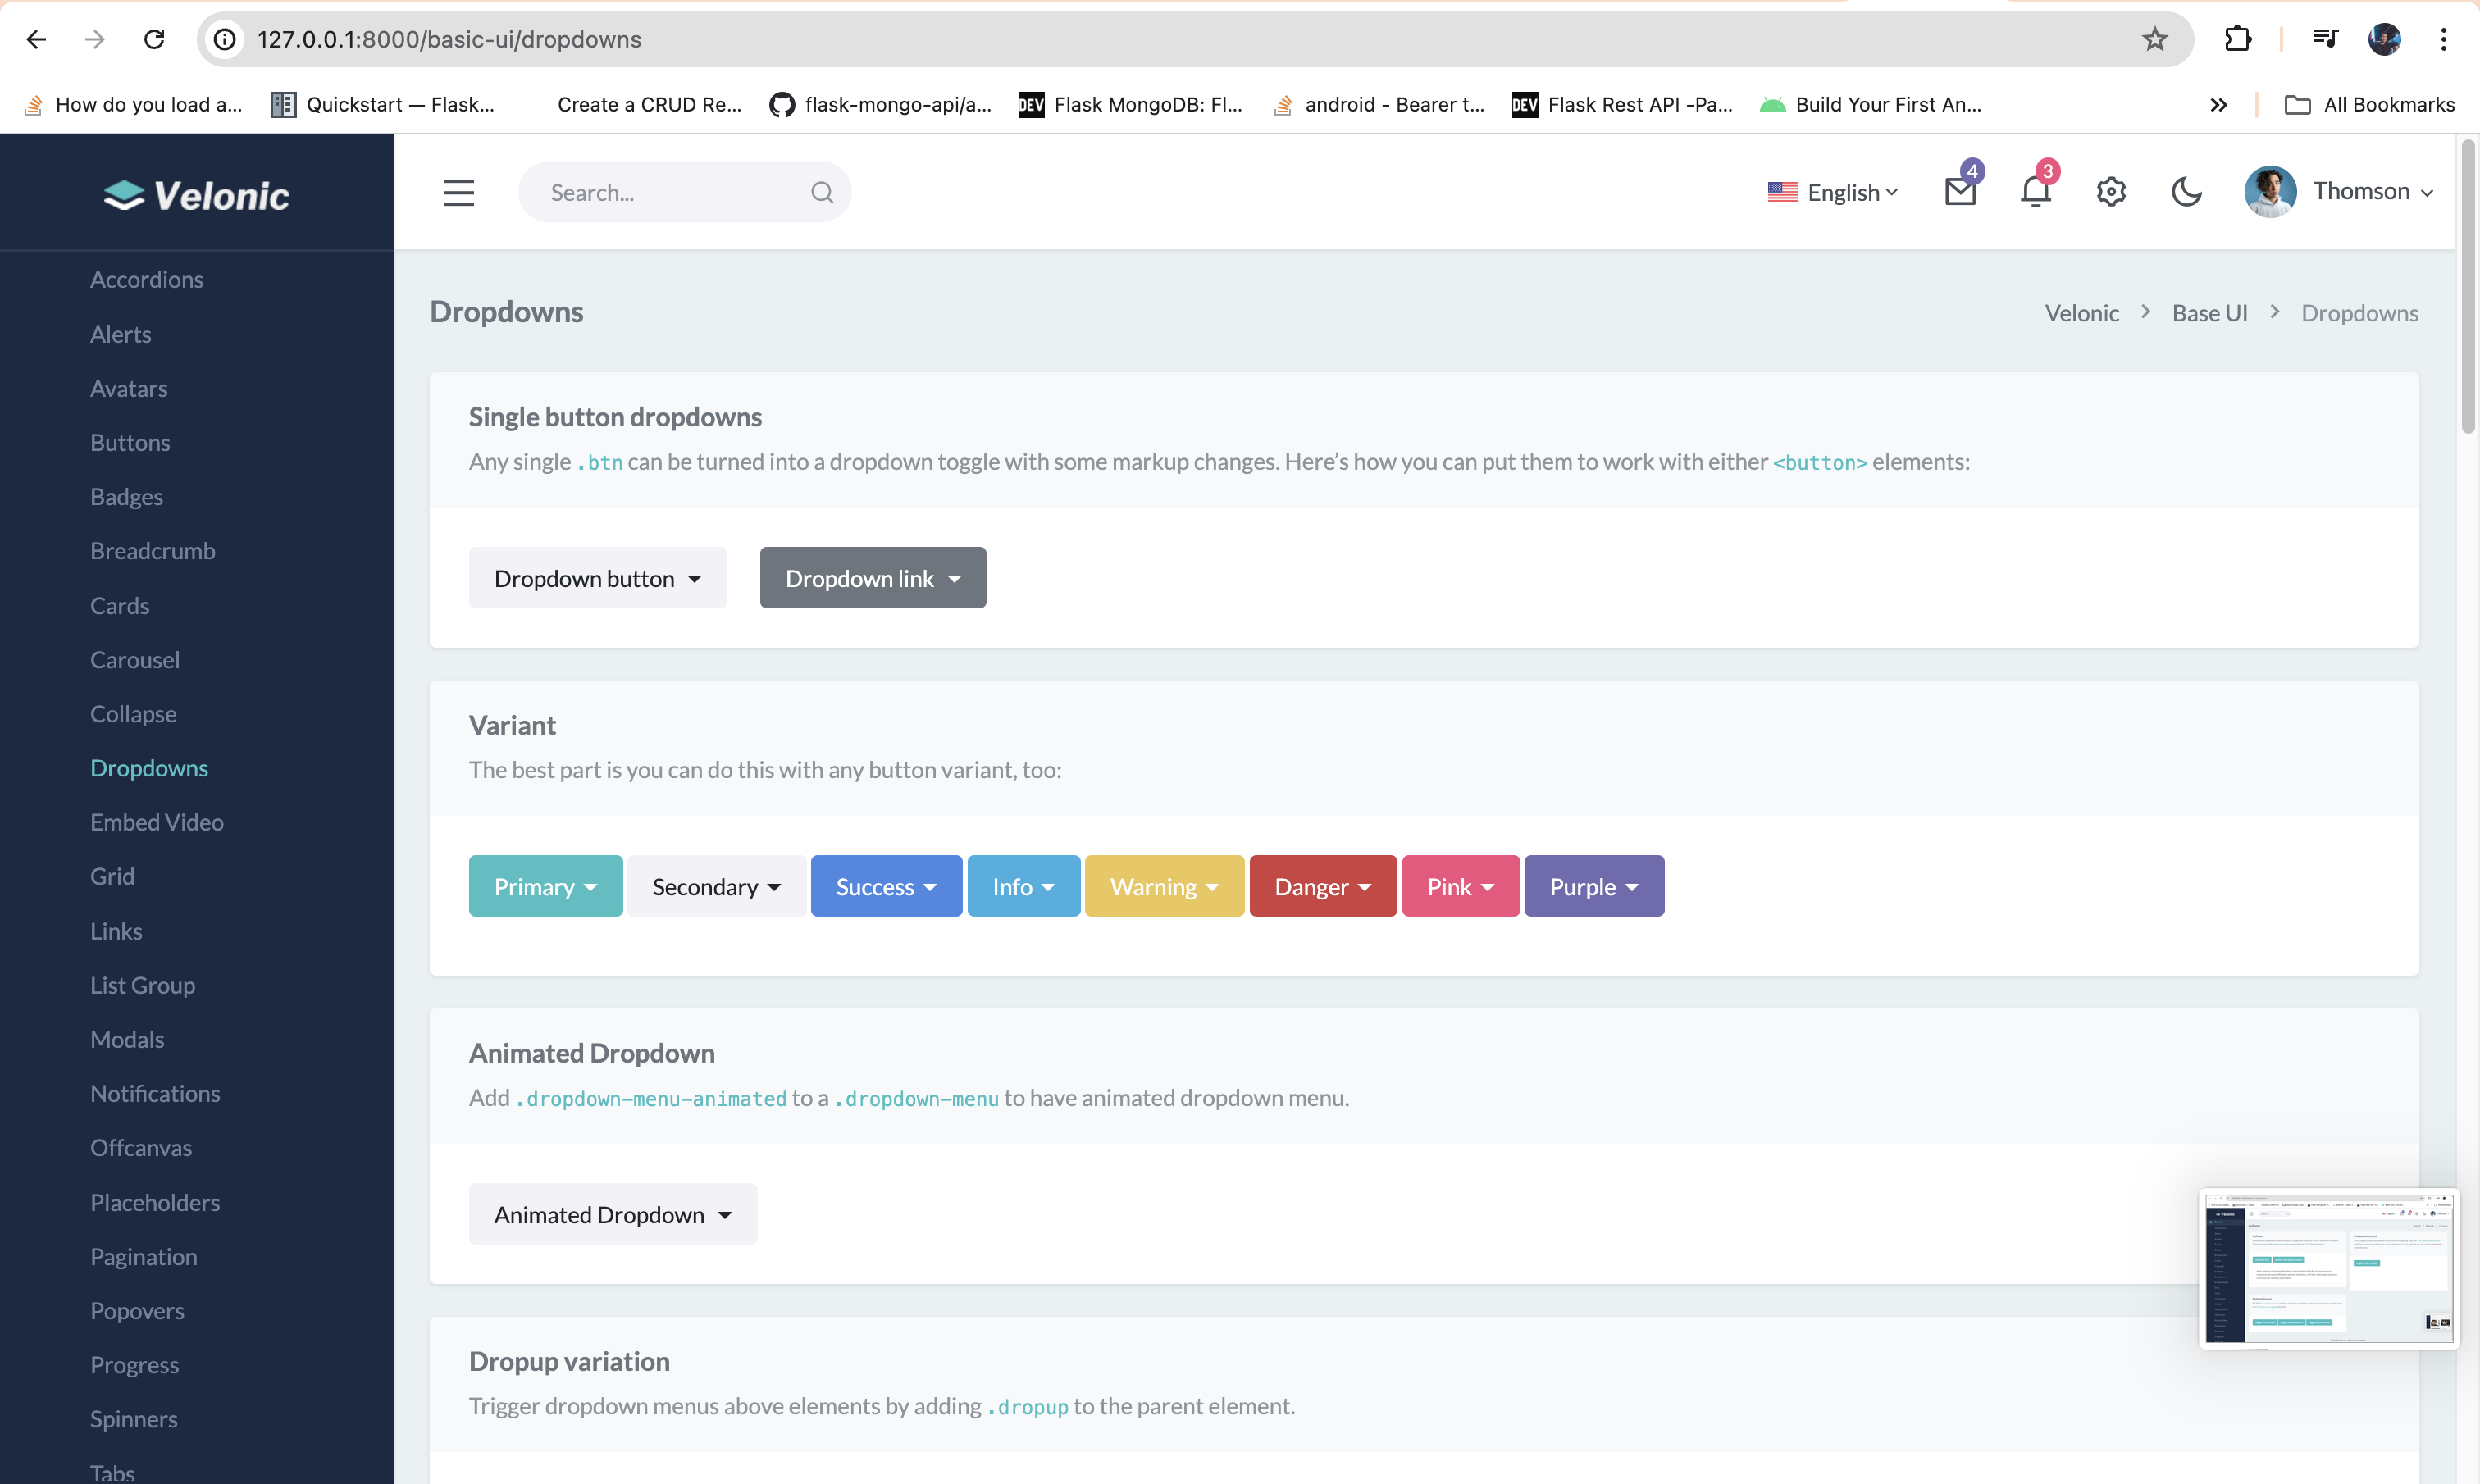 127.0.0.1:8000/basic-ui/dropdowns
How do you load a...
Quickstart — Flask...
Create a CRUD Re...
flask-mongo-api/a...
DEV Flask MongoDB: Fl...
android - Bearer t...
DEV Flask Rest API -Pa...
Build Your First An...
All Bookmarks
Velonic
Search...
English
4
3
Thomson
Accordions
Alerts
Avatars
Buttons
Badges
Breadcrumb
Cards
Carousel
Collapse
Dropdowns
Embed Video
Grid
Links
List Group
Modals
Notifications
Offcanvas
Placeholders
Pagination
Popovers
Progress
Spinners
Tabs
Dropdowns
Velonic > Base UI > Dropdowns
Single button dropdowns
Any single .btn can be turned into a dropdown toggle with some markup changes. Here’s how you can put them to work with either <button> elements:
Dropdown button
Dropdown link
Variant
The best part is you can do this with any button variant, too:
Primary
Secondary
Success
Info
Warning
Danger
Pink
Purple
Animated Dropdown
Add .dropdown-menu-animated to a .dropdown-menu to have animated dropdown menu.
Animated Dropdown
Dropup variation
Trigger dropdown menus above elements by adding .dropup to the parent element.